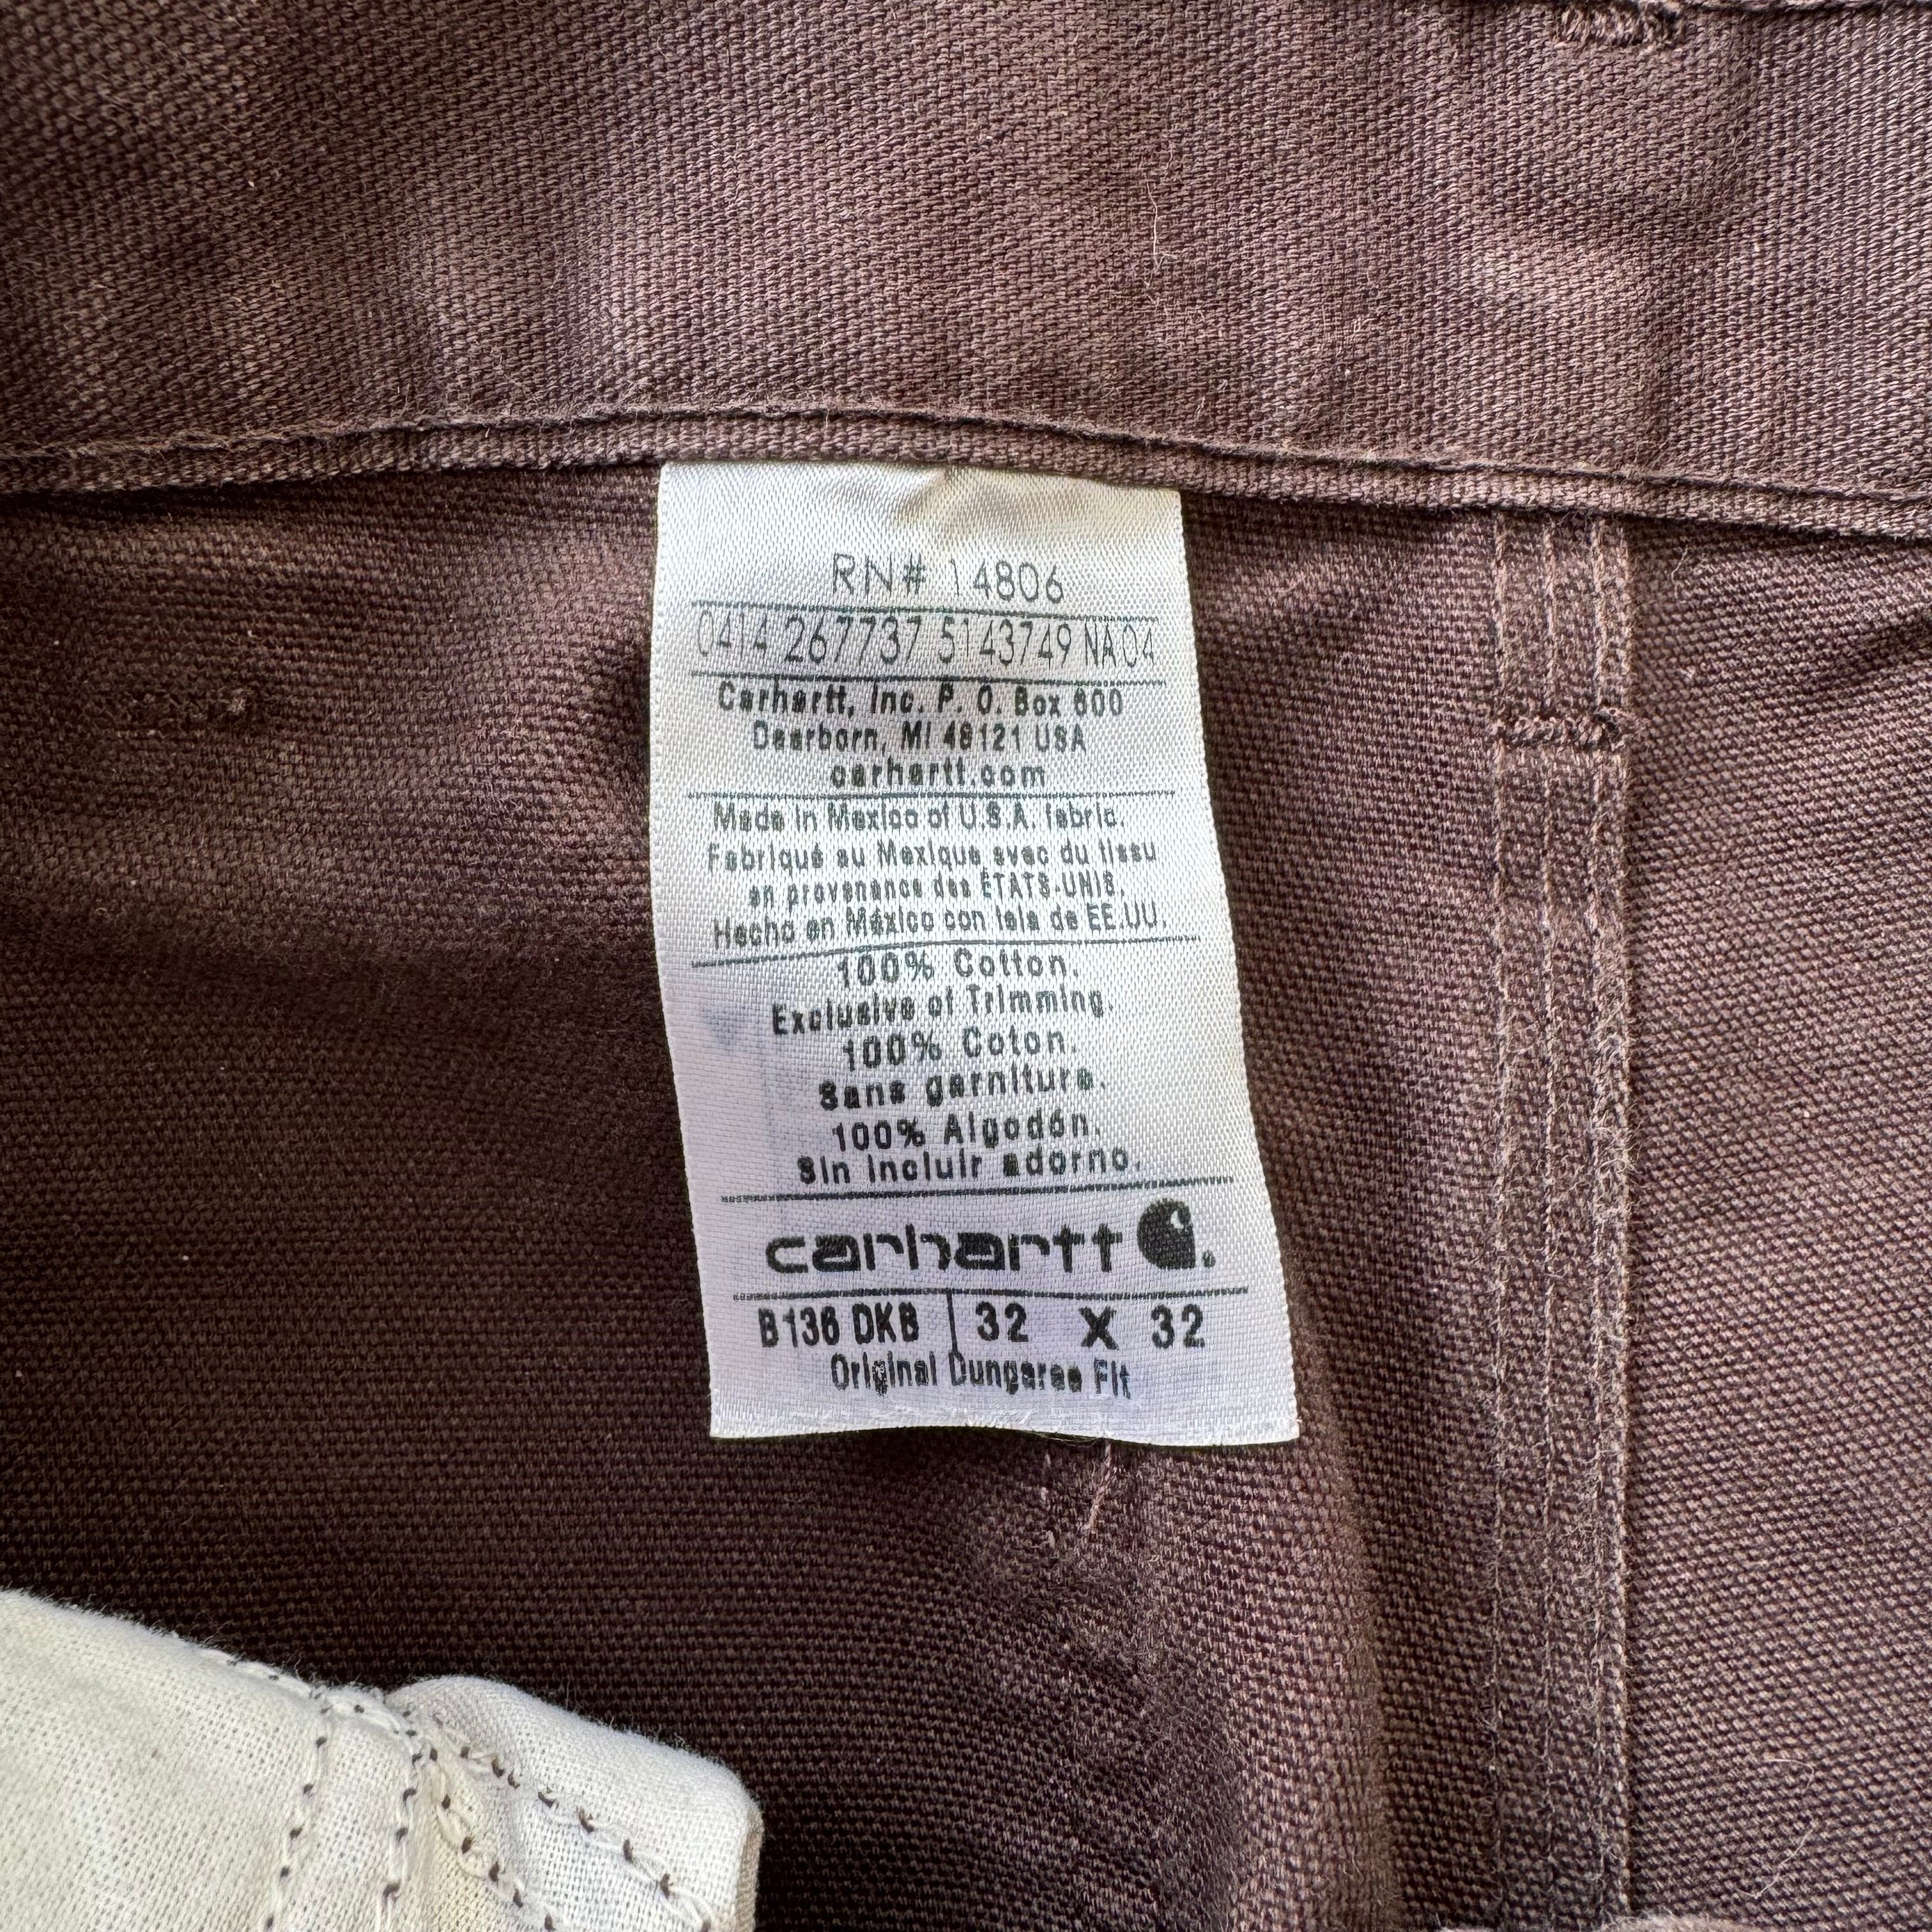 RN# 14806
0414 267737 5143749 NA04
Carhartt, Inc. P. O. Box 600
Dearborn, MI 48121 USA
carhartt.com
Made in Mexico of U.S.A. fabric.
Fabriqué au Mexique avec du tissu
en provenance des ÉTATS-UNIS.
Hecho en México con tela de EE.UU.
100% Cotton.
Exclusive of Trimming.
100% Coton.
Sans garniture.
100% Algodón.
Sin incluir adorno.
carhartt
B136 DKB 32 X 32
Original Dungaree Fit